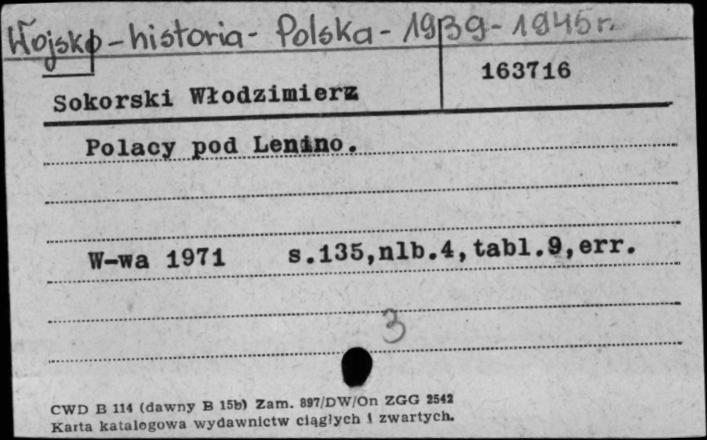 Wojsko - historia - Polska - 1939 - 1945 r.
163716
Sokorski Włodzimierz
Polacy pod Lenino.
W-wa 1971 s.135,nlb.4,tabl.9,err.
3
CWD B 114 (dawny B 15b) Zam. 897/DW/On ZGG 2542
Karta katalogowa wydawnictw ciągłych i zwartych.